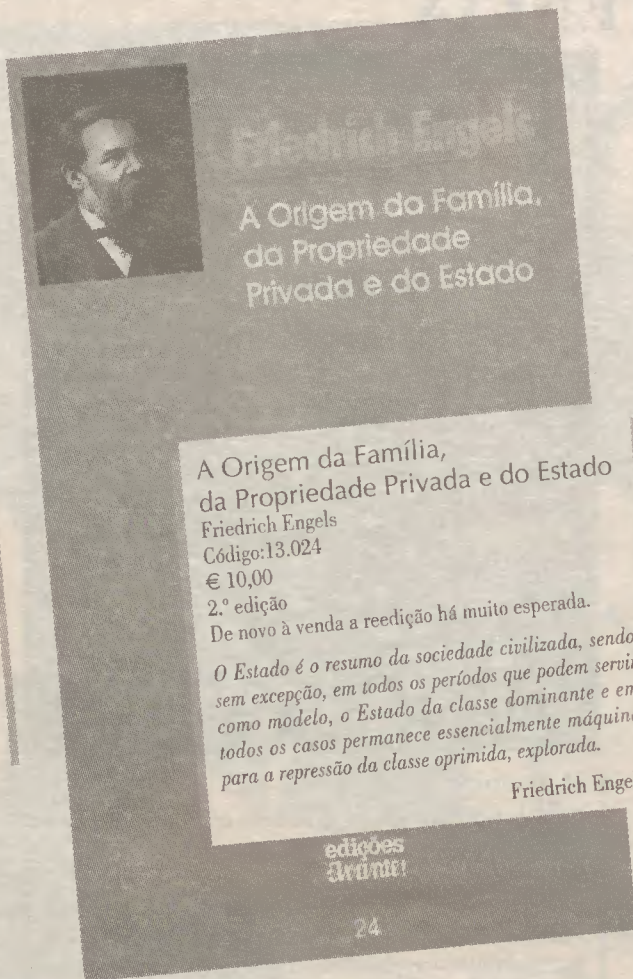 Friedrich Engels
A Origem da Família,
da Propriedade
Privada e do Estado
A Origem da Família,
da Propriedade Privada e do Estado
Friedrich Engels
Código:13.024
€ 10,00
2.º edição
De novo à venda a reedição há muito esperada.
O Estado é o resumo da sociedade civilizada, sendo,
sem excepção, em todos os períodos que podem servir
como modelo, o Estado da classe dominante e em
todos os casos permanece essencialmente máquina
para a repressão da classe oprimida, explorada.
Friedrich Enge
edições
avante!
24